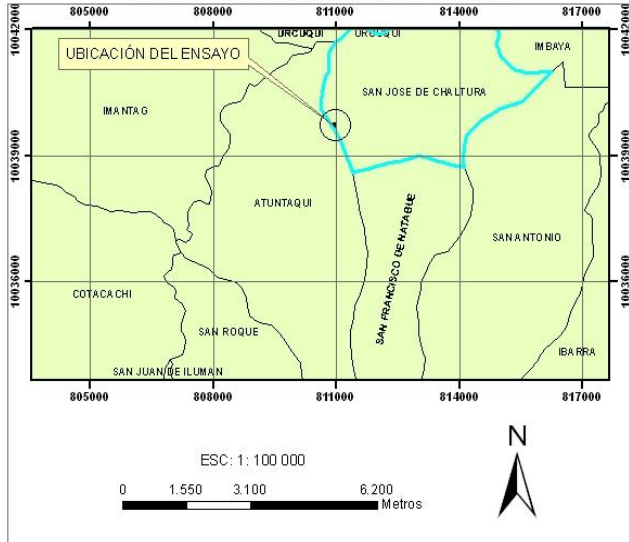 805000 808000 811000 814000 817000
10042000 10042000
URCUQUI URCUQUI
IMBAYA
UBICACIÓN DEL ENSAYO
SAN JOSE DE CHALTURA
IMANTAG
10039000 10039000
ATUNTAQUI
SAN FRANCISCO DE NATABUE
SAN ANTONIO
10036000 10036000
COTACACHI
SAN ROQUE
IBARRA
SAN JUAN DE ILUMAN
805000 808000 811000 814000 817000
N
ESC: 1: 100 000
0 1.550 3.100 6.200
Metros